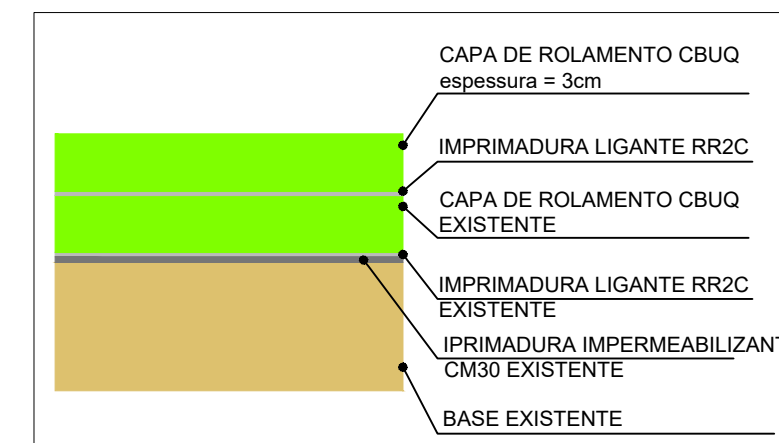 CAPA DE ROLAMENTO CBUQ
espessura = 3cm
IMPRIMADURA LIGANTE RR2C
CAPA DE ROLAMENTO CBUQ
EXISTENTE
IMPRIMADURA LIGANTE RR2C
EXISTENTE
IPRIMADURA IMPERMEABILIZANT
CM30 EXISTENTE
BASE EXISTENTE